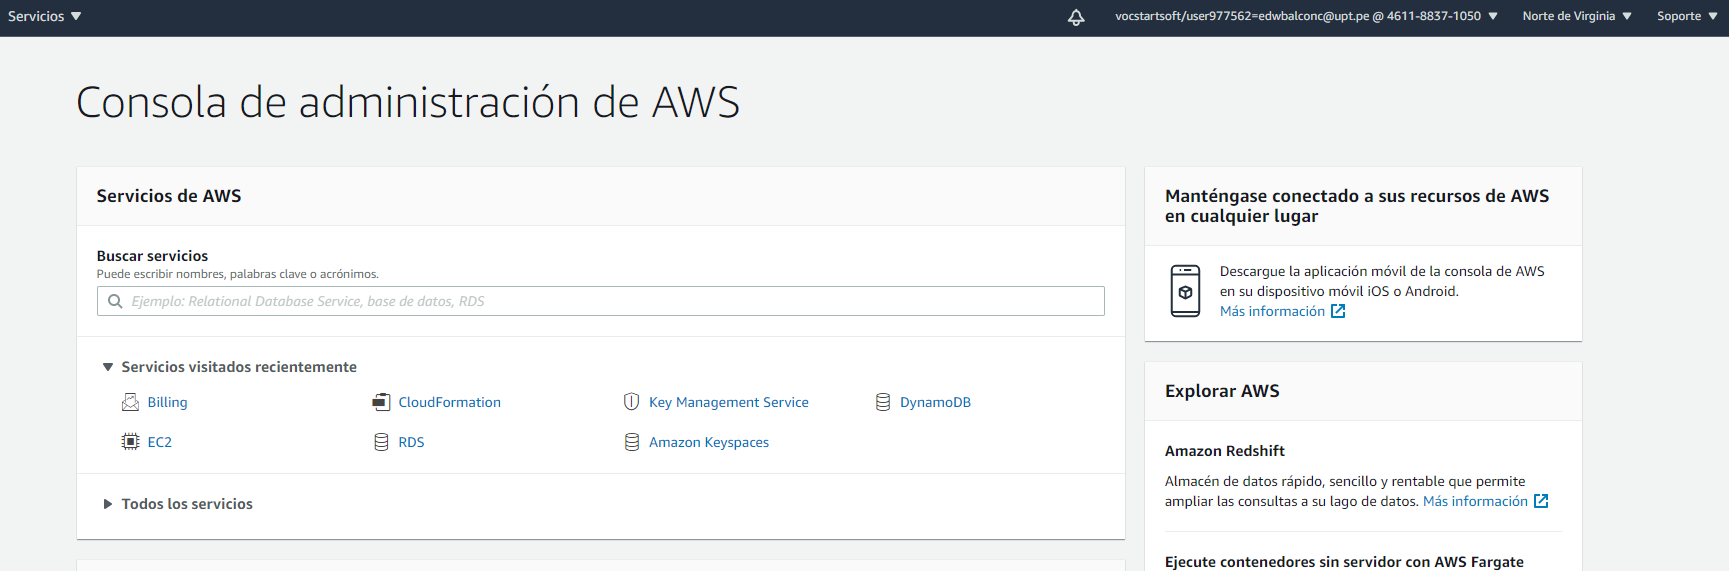 Servicios
vocstartsoft/user977562=edwbalconc@upt.pe @ 4611-8837-1050
Norte de Virginia
Soporte
Consola de administración de AWS
Servicios de AWS
Buscar servicios
Puede escribir nombres, palabras clave o acrónimos.
Ejemplo: Relational Database Service, base de datos, RDS
Servicios visitados recientemente
Billing
CloudFormation
Key Management Service
DynamoDB
EC2
RDS
Amazon Keyspaces
Todos los servicios
Manténgase conectado a sus recursos de AWS
en cualquier lugar
Descargue la aplicación móvil de la consola de AWS
en su dispositivo móvil iOS o Android.
Más información
Explorar AWS
Amazon Redshift
Almacén de datos rápido, sencillo y rentable que permite
ampliar las consultas a su lago de datos. Más información
Ejecute contenedores sin servidor con AWS Fargate